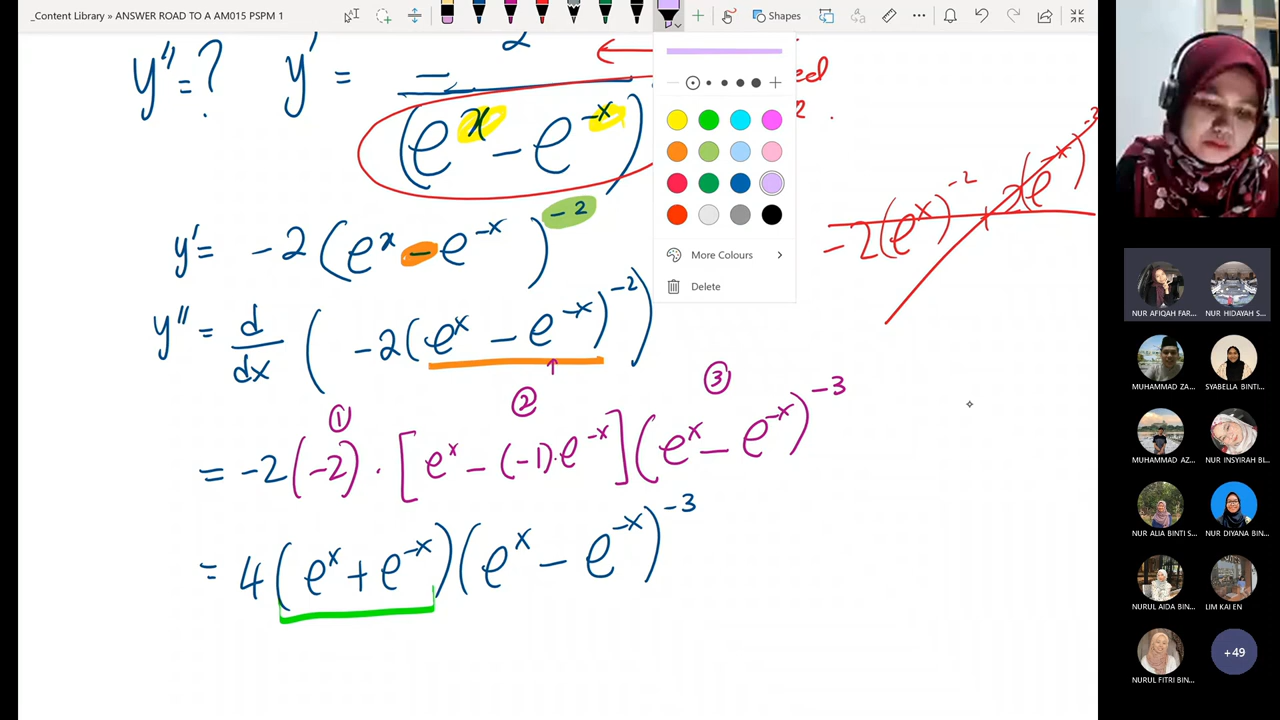 _Content Library » ANSWER ROAD TO A AM015 PSPM 1
Shapes
y'' = ? y' = - 2
(e^x - e^-x)
ed
2 .
= 2(e^x)^-2 - 2(e^-x)^-2
y' = -2(e^x - e^-x)^-2
y'' = d/dx (-2(e^x - e^-x)^-2)
① ② ③
= -2(-2) · [e^x - (-1)·e^-x](e^x - e^-x)^-3
= 4(e^x + e^-x)(e^x - e^-x)^-3
More Colours
Delete
NUR AFIQAH FAR...
NUR HIDAYAH S...
MUHAMMAD ZA...
SYABELLA BINTI...
MUHAMMAD AZ...
NUR INSYIRAH BI...
NUR ALIA BINTI S...
NUR DIYANA BIN...
NURUL AIDA BIN...
LIM KAI EN
NURUL FITRI BIN...
+49